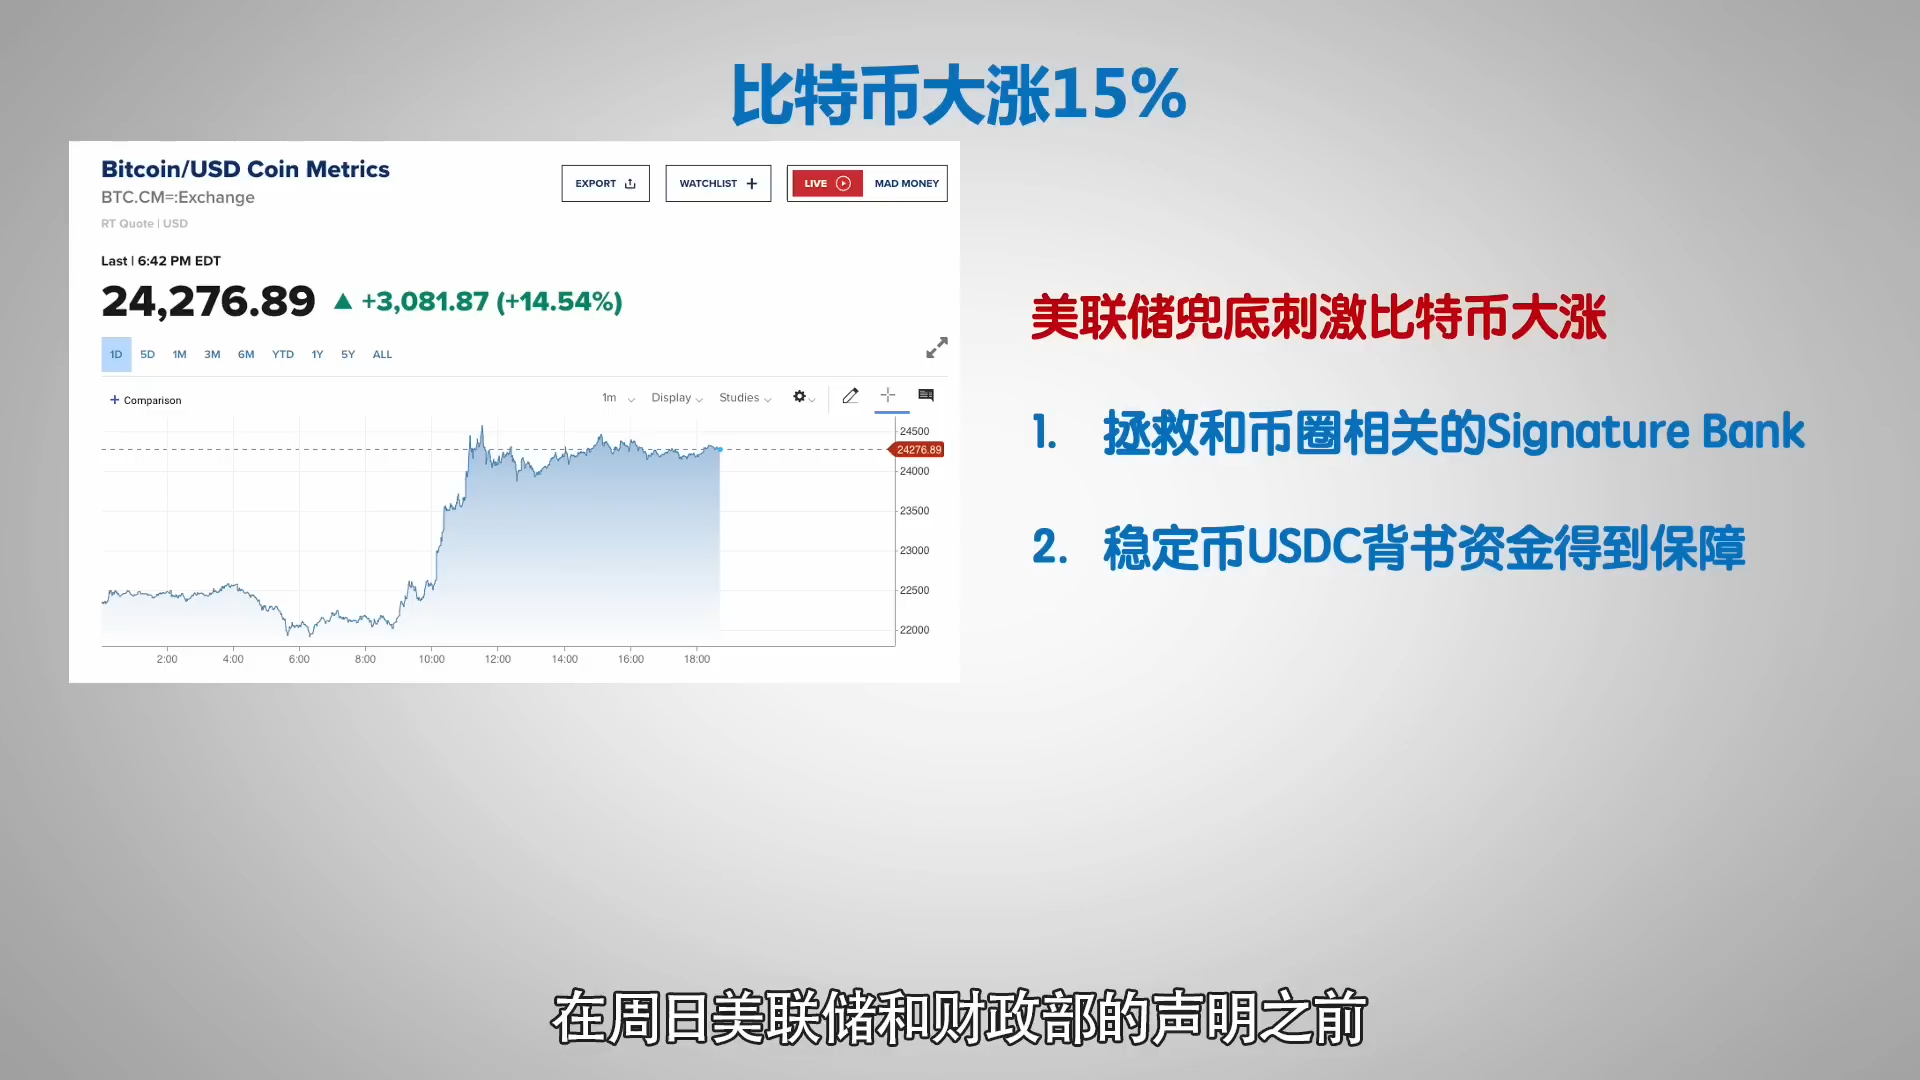 比特币大涨15%
Bitcoin/USD Coin Metrics
BTC.CM=:Exchange
RT Quote | USD
EXPORT
WATCHLIST +
LIVE
MAD MONEY
Last | 6:42 PM EDT
24,276.89 ▲ +3,081.87 (+14.54%)
1D 5D 1M 3M 6M YTD 1Y 5Y ALL
+ Comparison
1m Display Studies
24500
24276.89
24000
23500
23000
22500
22000
2:00 4:00 6:00 8:00 10:00 12:00 14:00 16:00 18:00
美联储兜底刺激比特币大涨
1. 拯救和币圈相关的Signature Bank
2. 稳定币USDC背书资金得到保障
在周日美联储和财政部的声明之前